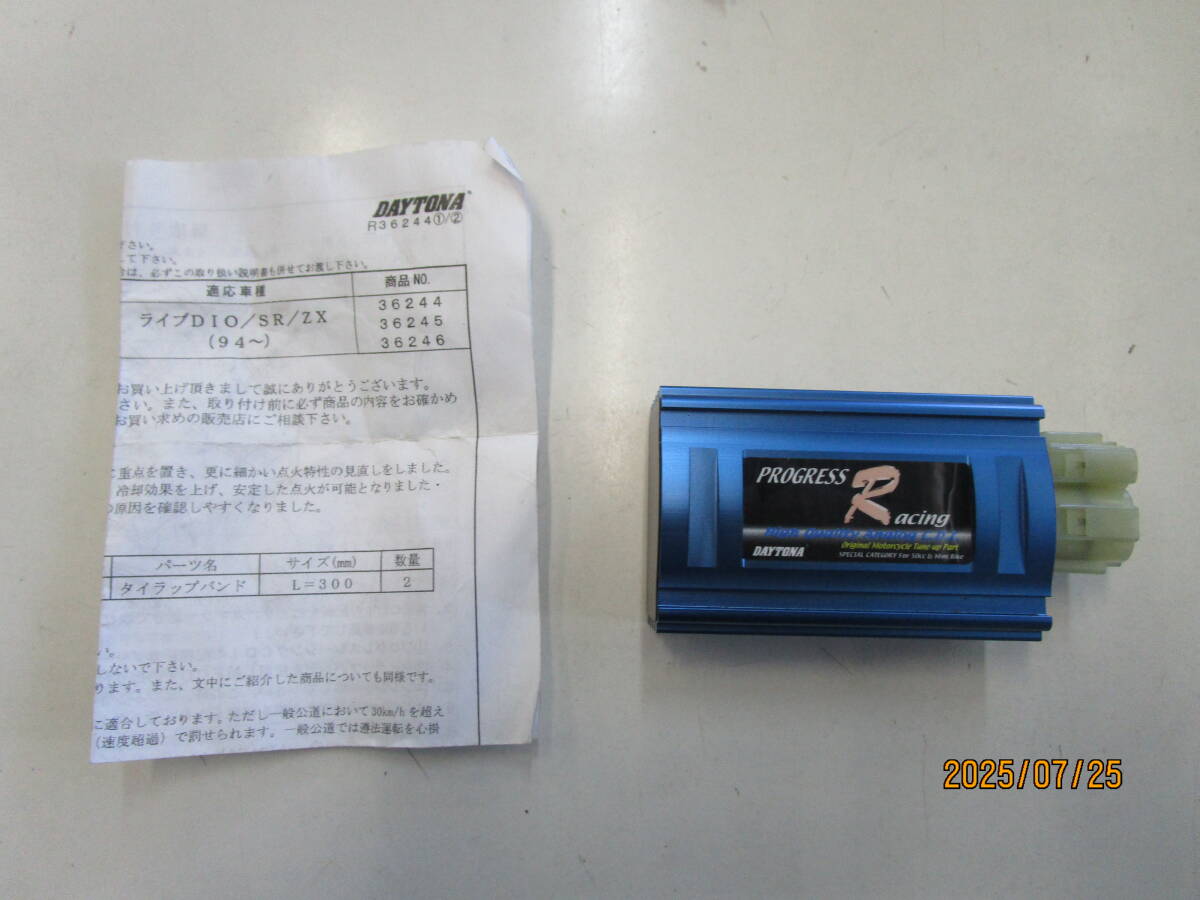 DAYTONA
R36244①/②
下さい。
して下さい。
合は、必ずこの取り扱い説明書も併せてお渡し下さい。
適応車種 商品NO.
ライブDIO/SR/ZX 36244
(94~) 36245
36246
お買い上げ頂きまして誠にありがとうございます。
さい。また、取り付け前に必ず商品の内容をお確かめ
お買い求めの販売店にご相談下さい。
に重点を置き、更に細かい点火特性の見直しをしました。
冷却効果を上げ、安定した点火が可能となりました・
の原因を確認しやすくなりました。
パーツ名 サイズ(mm) 数量
タイラップバンド L=300 2
い。
しないで下さい。
ります。また、文中にご紹介した商品についても同様です。
に適合しております。ただし一般公道において30km/hを超え
(速度超過)で罰せられます。一般公道では遵法運転を心掛
PROGRESS Racing
Original Motorcycle Tune up Part
DAYTONA SPECIAL CATEGORY For 50cc & Mini Bike
2025/07/25